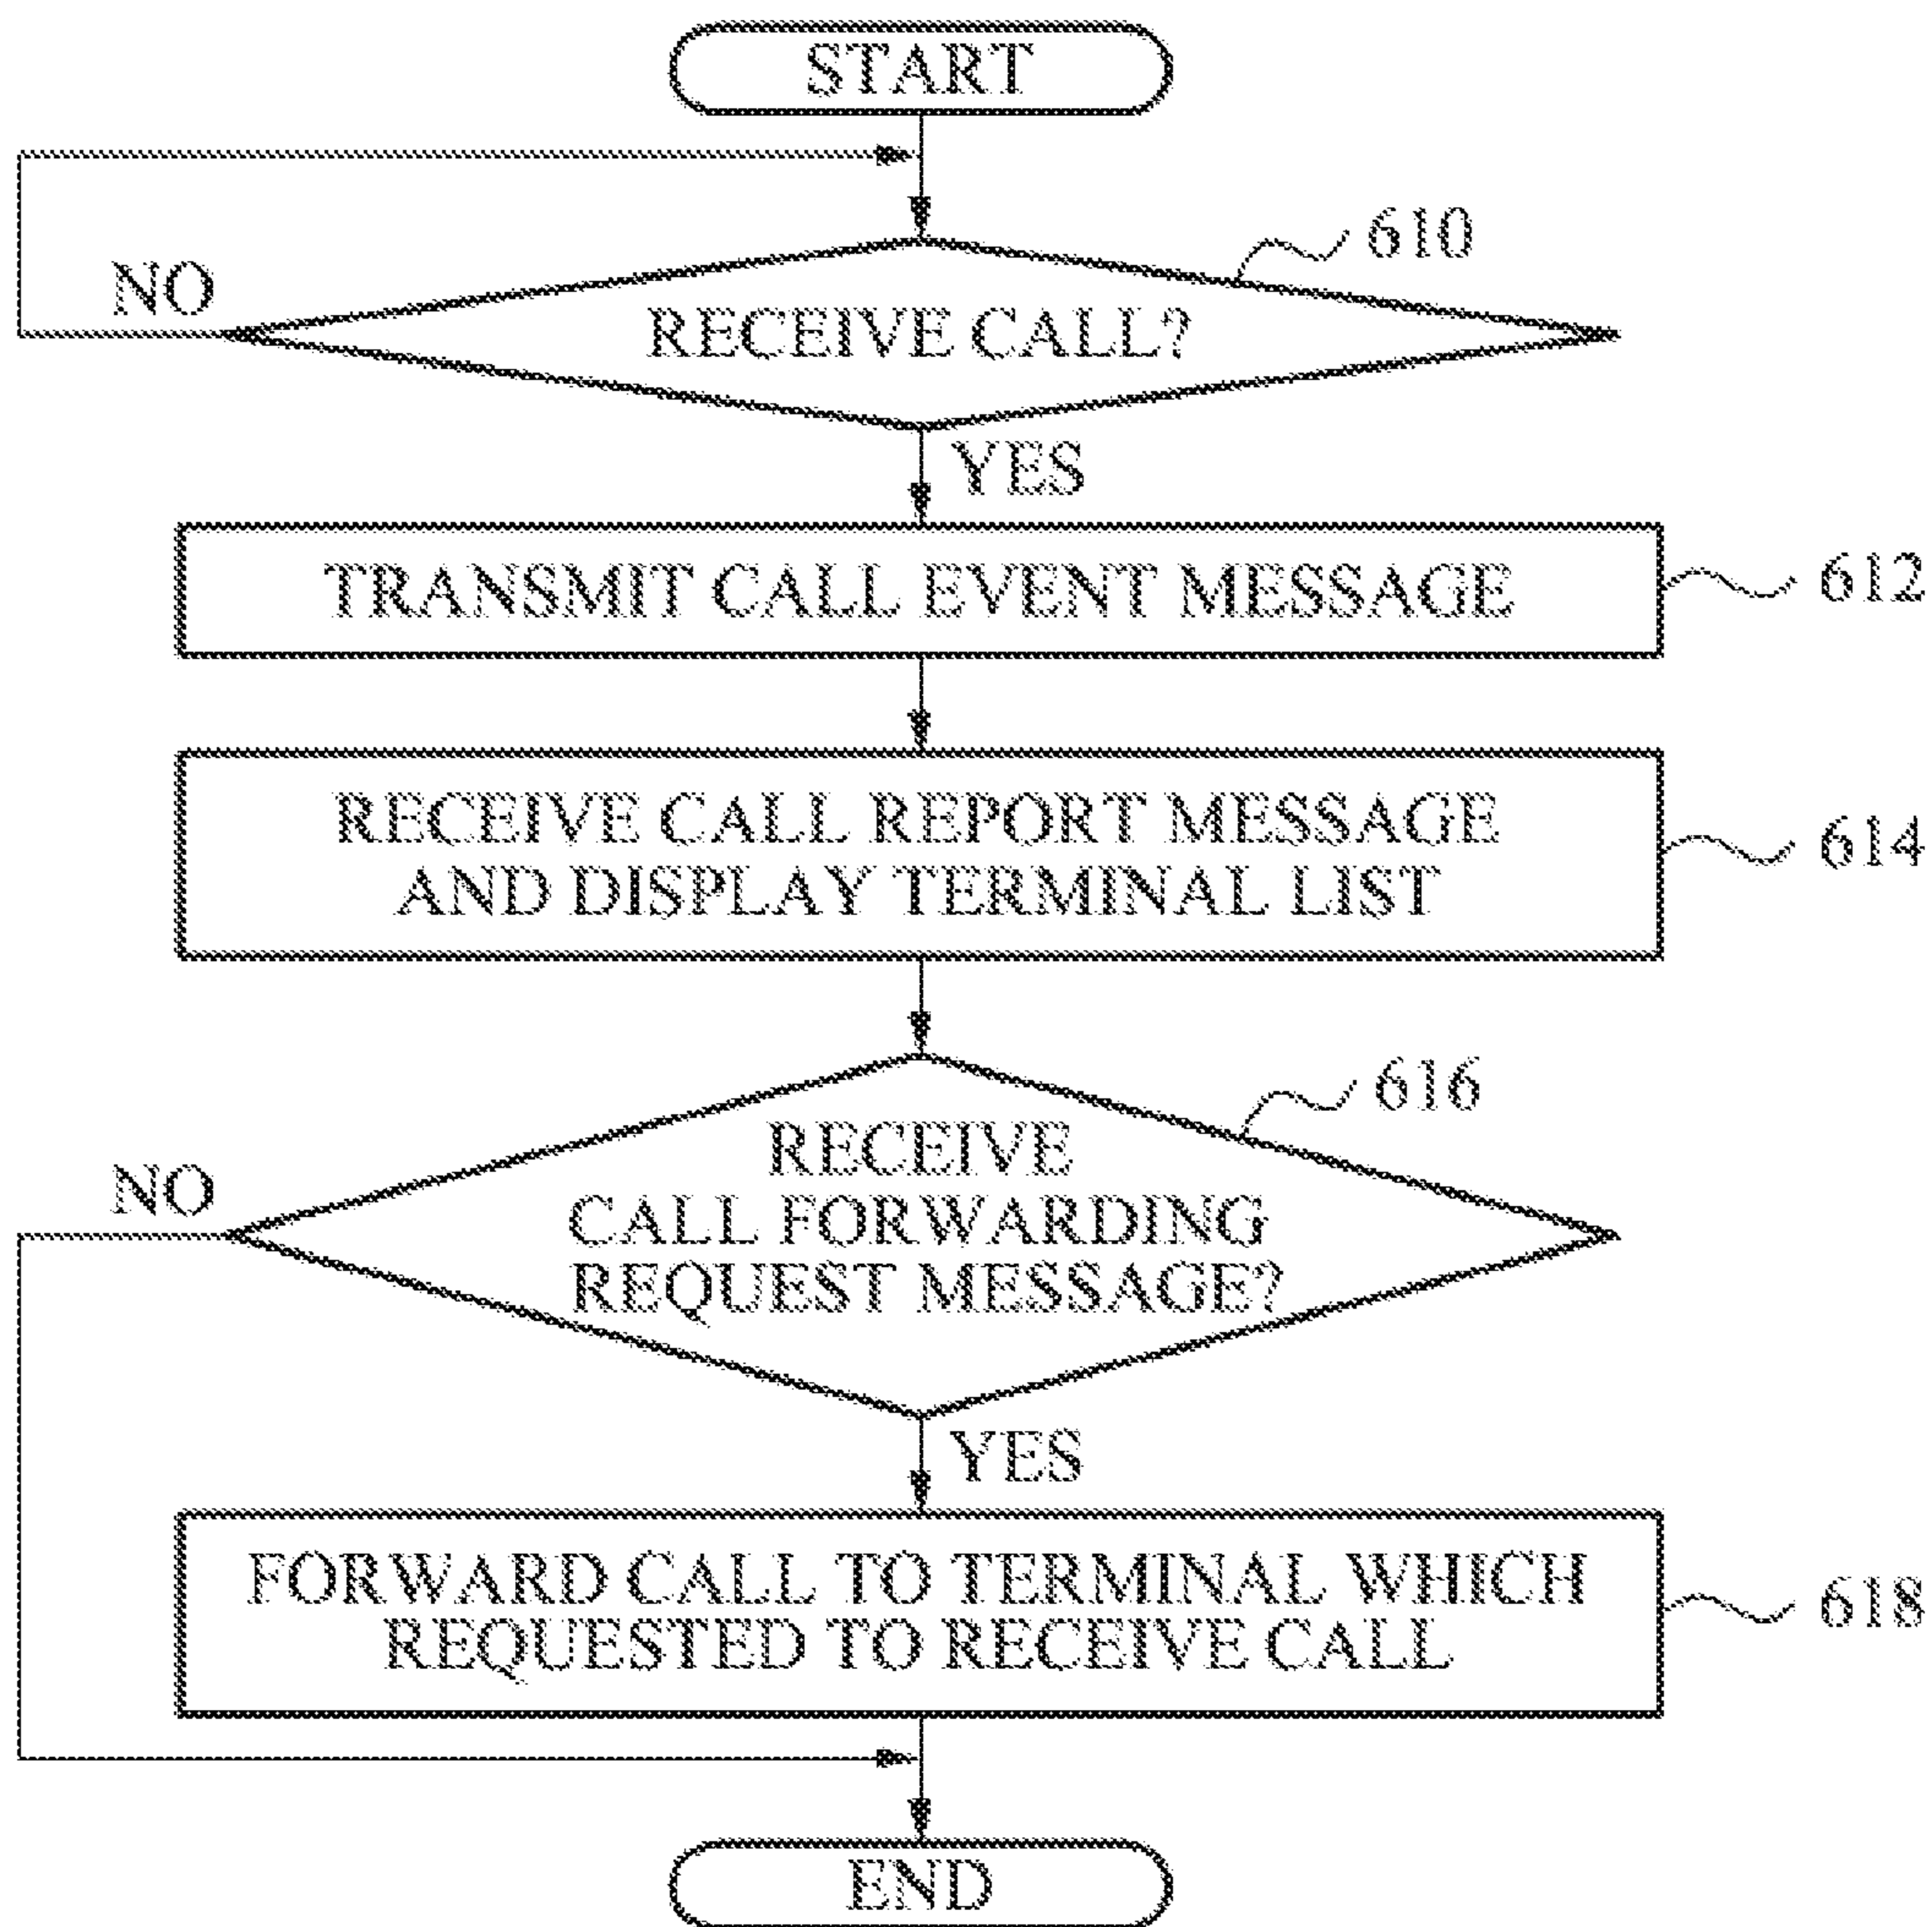 START
610
NO
RECEIVE CALL?
YES
TRANSMIT CALL EVENT MESSAGE
612
RECEIVE CALL REPORT MESSAGE
AND DISPLAY TERMINAL LIST
614
616
NO
RECEIVE
CALL FORWARDING
REQUEST MESSAGE?
YES
FORWARD CALL TO TERMINAL WHICH
REQUESTED TO RECEIVE CALL
618
END